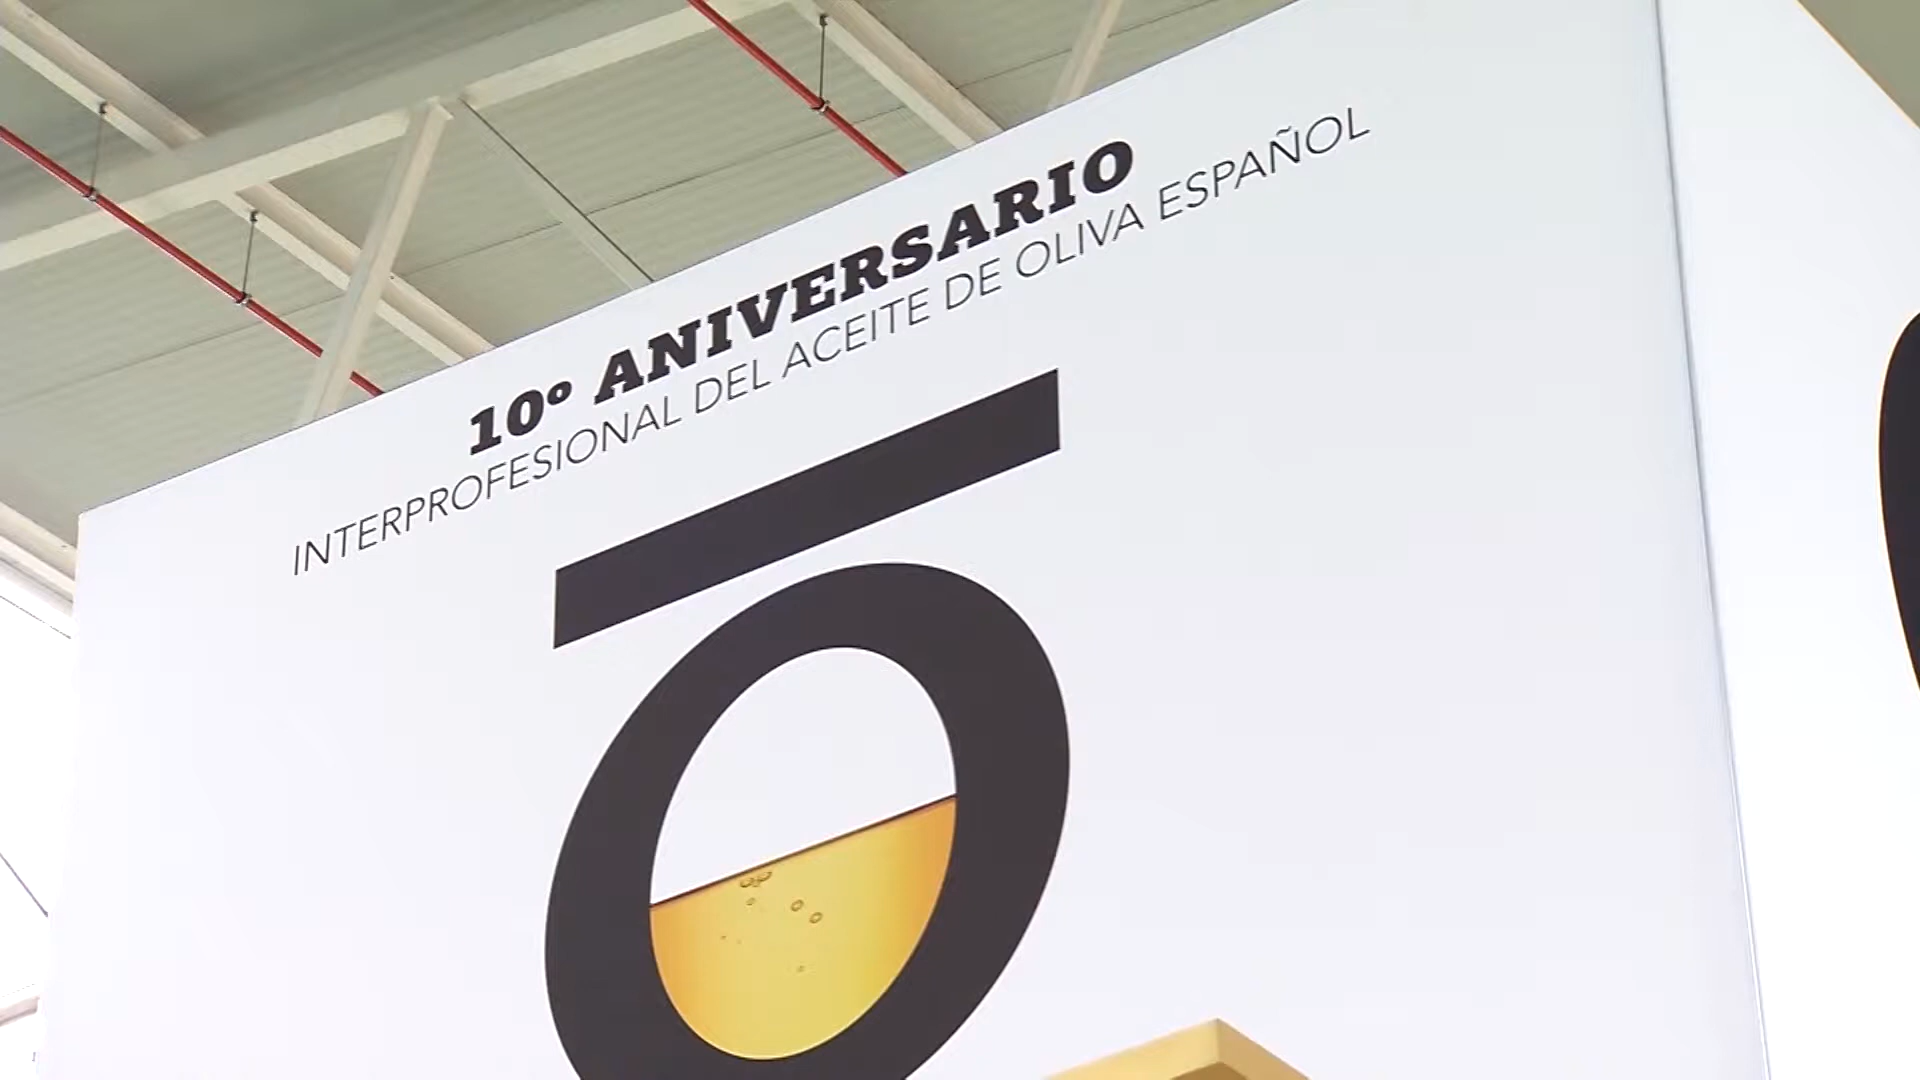 10º ANIVERSARIO
INTERPROFESIONAL DEL ACEITE DE OLIVA ESPAÑOL